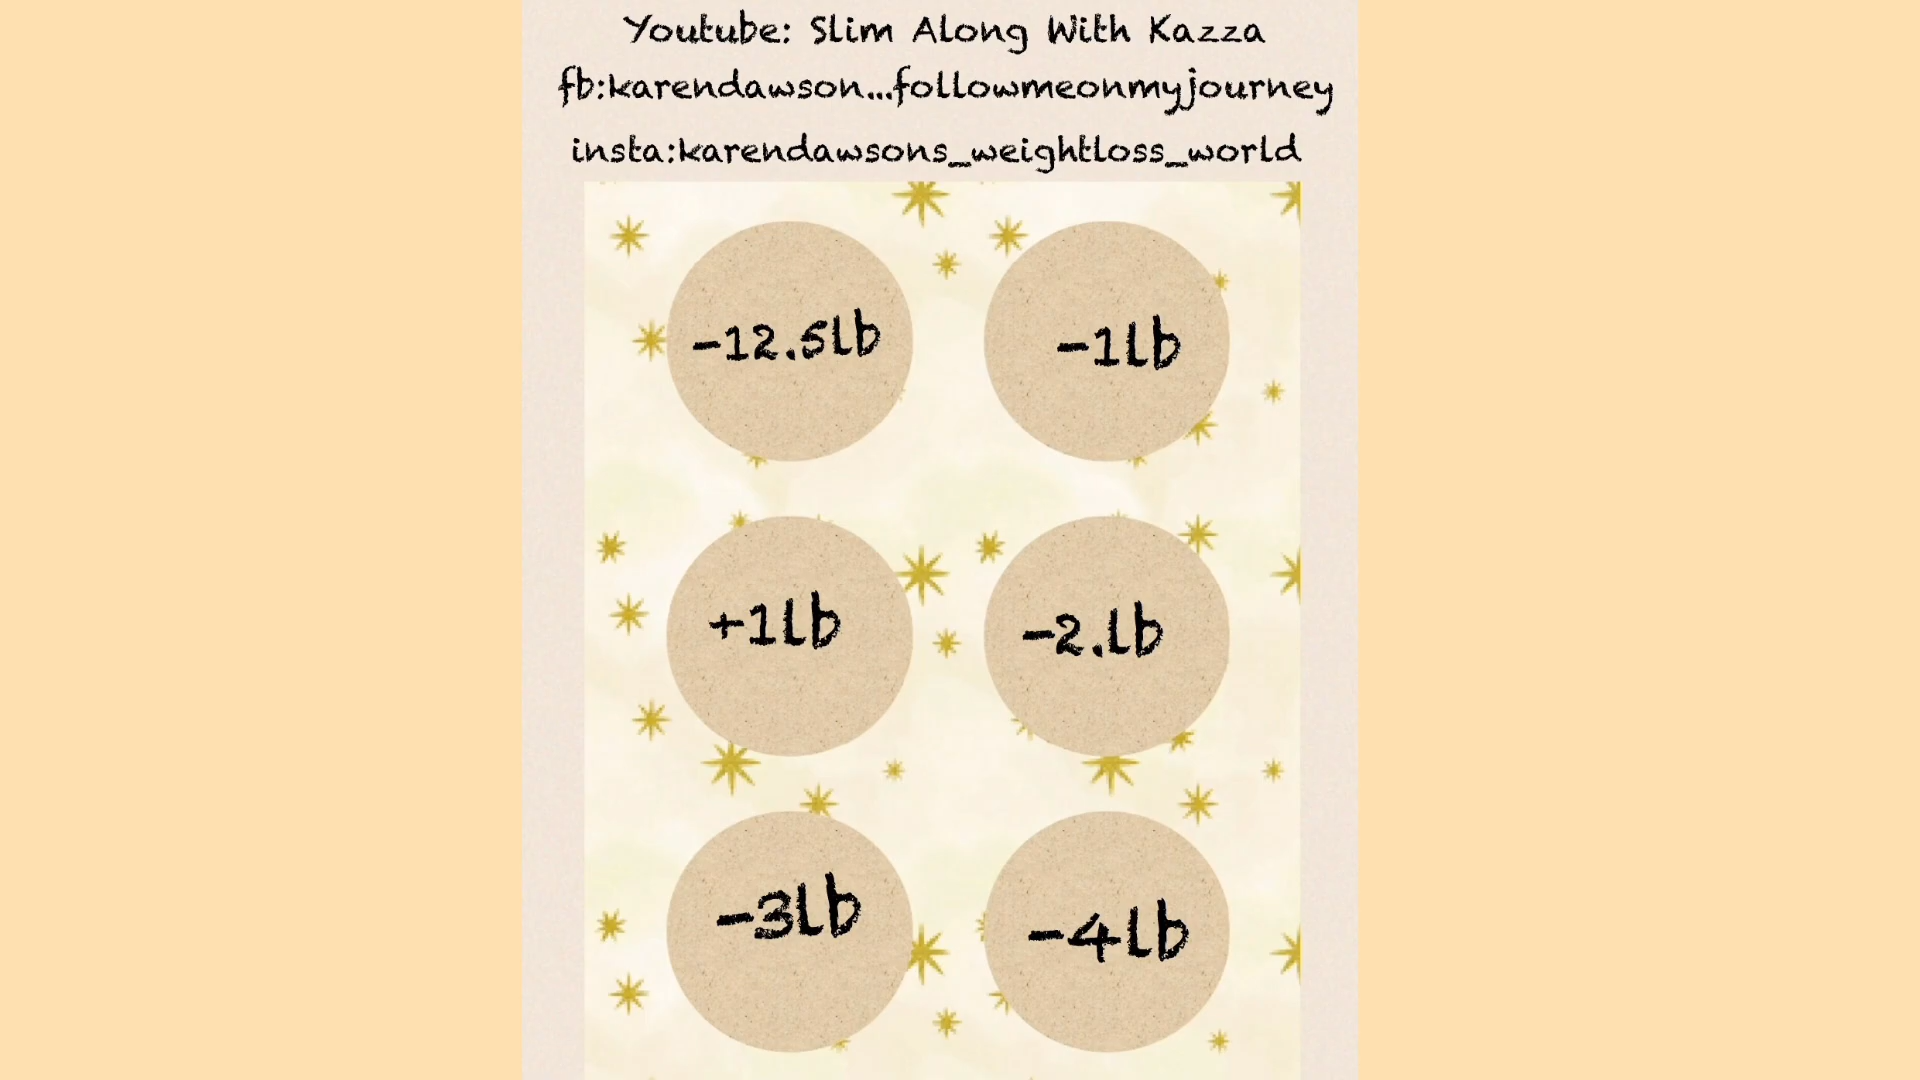 Youtube: Slim Along With Kazza
fb:karendawson...followmeonmyjourney
insta:karendawsons_weightloss_world
-12.5lb
-1lb
+1lb
-2.lb
-3lb
-4lb